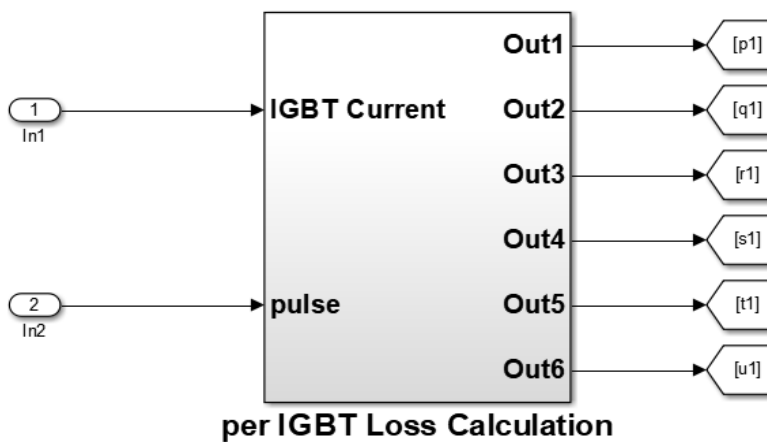 Out1
[p1]
1
IGBT Current
Out2
[q1]
In1
Out3
[r1]
Out4
[s1]
2
pulse
Out5
[t1]
In2
Out6
[u1]
per IGBT Loss Calculation